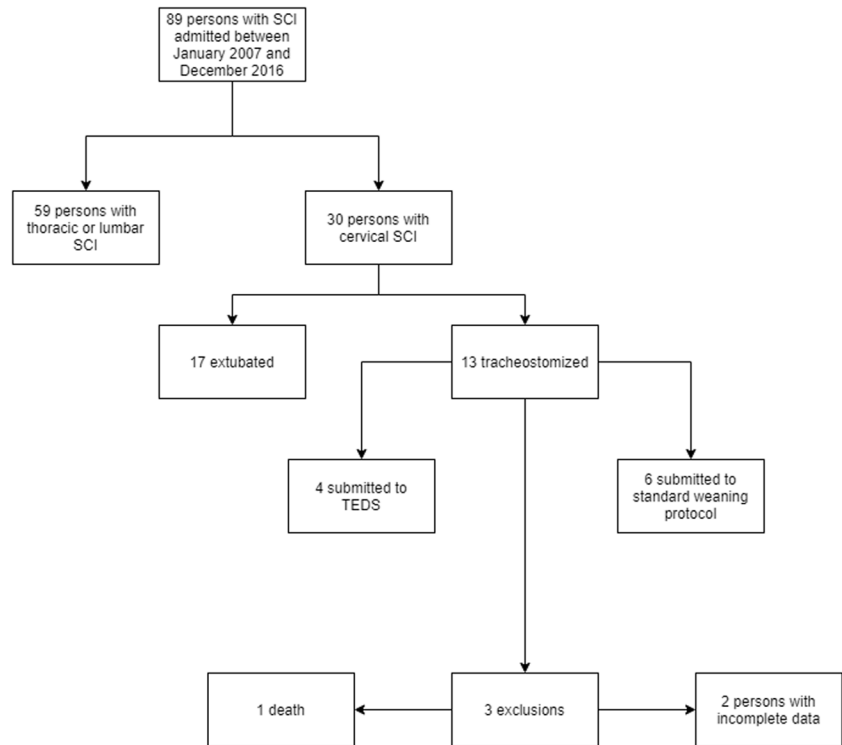 89 persons with SCI
admitted between
January 2007 and
December 2016
59 persons with
thoracic or lumbar
SCI
30 persons with
cervical SCI
17 extubated
13 tracheostomized
4 submitted to
TEDS
6 submitted to
standard weaning
protocol
1 death
3 exclusions
2 persons with
incomplete data